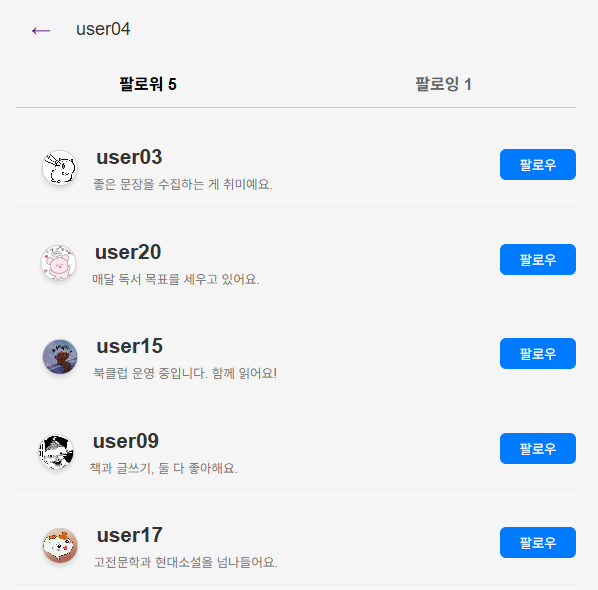 ← user04
팔로워 5 팔로잉 1
user03
좋은 문장을 수집하는 게 취미예요.
팔로우
user20
매달 독서 목표를 세우고 있어요.
팔로우
user15
북클럽 운영 중입니다. 함께 읽어요!
팔로우
user09
책과 글쓰기, 둘 다 좋아해요.
팔로우
user17
고전문학과 현대소설을 넘나들어요.
팔로우